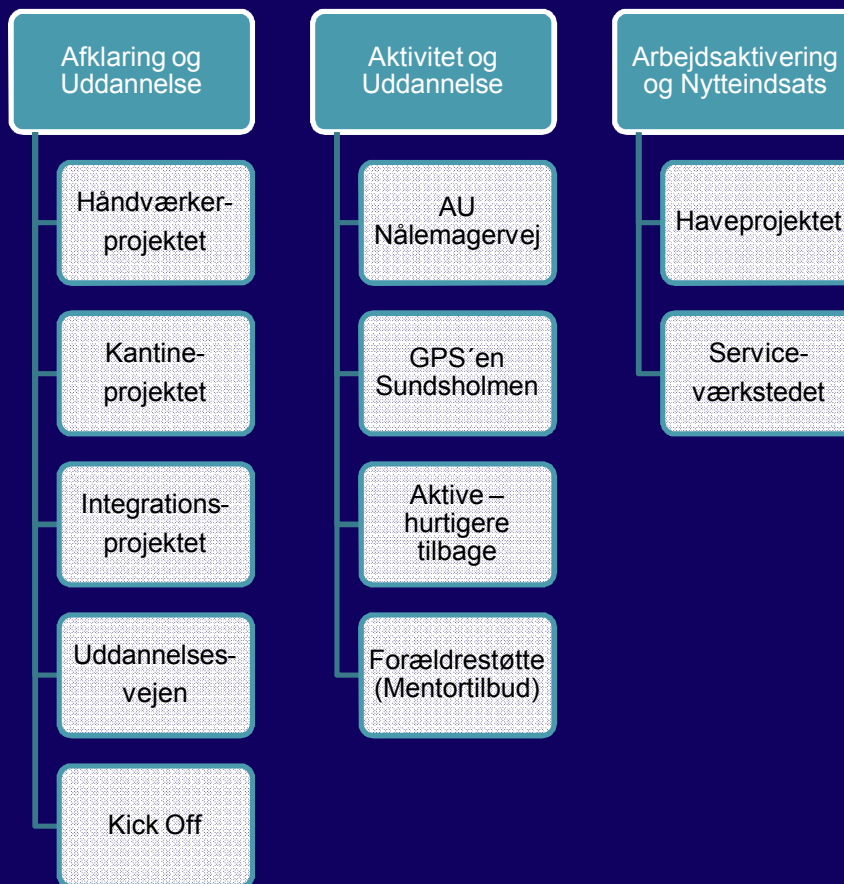 Afklaring og
Uddannelse
Håndværker-
projektet
Kantine-
projektet
Integrations-
projektet
Uddannelses-
vejen
Kick Off
Aktivitet og
Uddannelse
AU
Nålemagervej
GPS´en
Sundsholmen
Aktive –
hurtigere
tilbage
Forældrestøtte
(Mentortilbud)
Arbejdsaktivering
og Nytteindsats
Haveprojektet
Service-
værkstedet